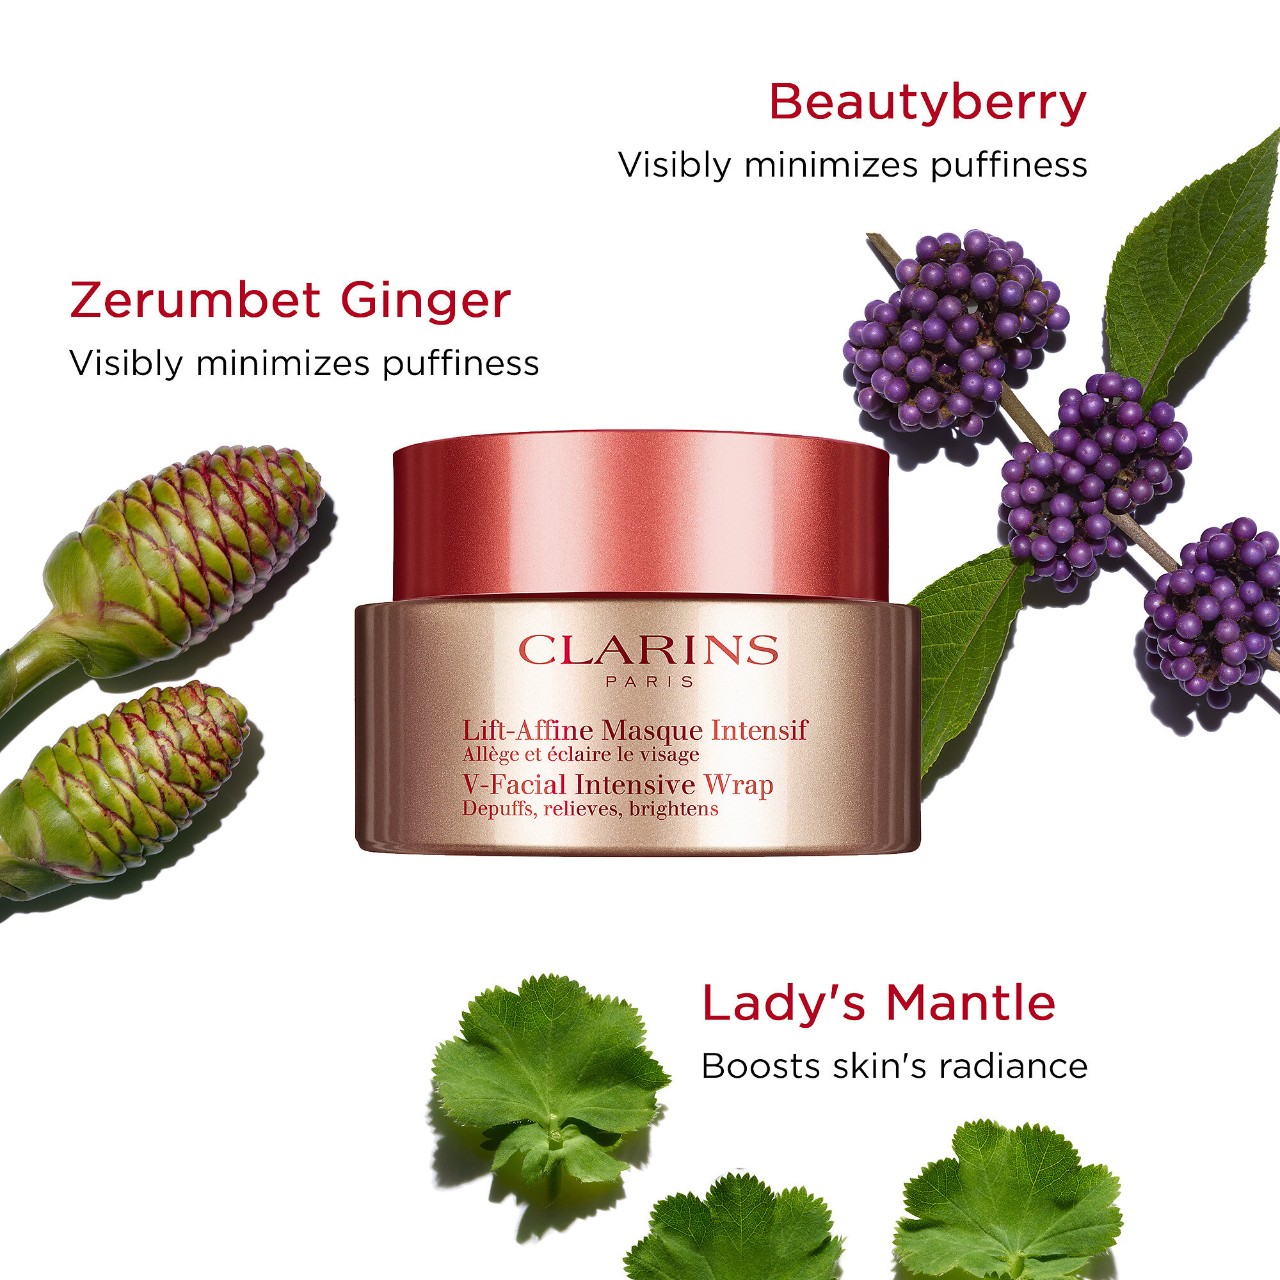 Beautyberry
Visibly minimizes puffiness
Zerumbet Ginger
Visibly minimizes puffiness
CLARINS
PARIS
Lift-Affine Masque Intensif
Allège et éclaire le visage
V-Facial Intensive Wrap
Depuffs, relieves, brightens
Lady's Mantle
Boosts skin's radiance